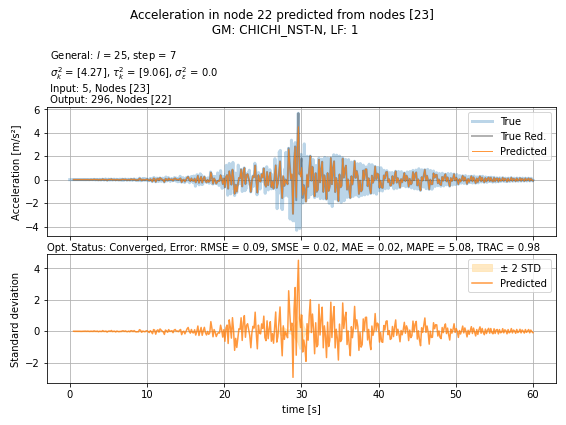 Acceleration in node 22 predicted from nodes [23]
GM: CHICHI_NST-N, LF: 1
General: l = 25, step = 7
σ²ₖ = [4.27], τ²ₖ = [9.06], σ²ε = 0.0
Input: 5, Nodes [23]
Output: 296, Nodes [22]
Acceleration [m/s²]
6
4
2
0
−2
−4
True
True Red.
Predicted
Opt. Status: Converged, Error: RMSE = 0.09, SMSE = 0.02, MAE = 0.02, MAPE = 5.08, TRAC = 0.98
Standard deviation
4
2
0
−2
± 2 STD
Predicted
0 10 20 30 40 50 60
time [s]